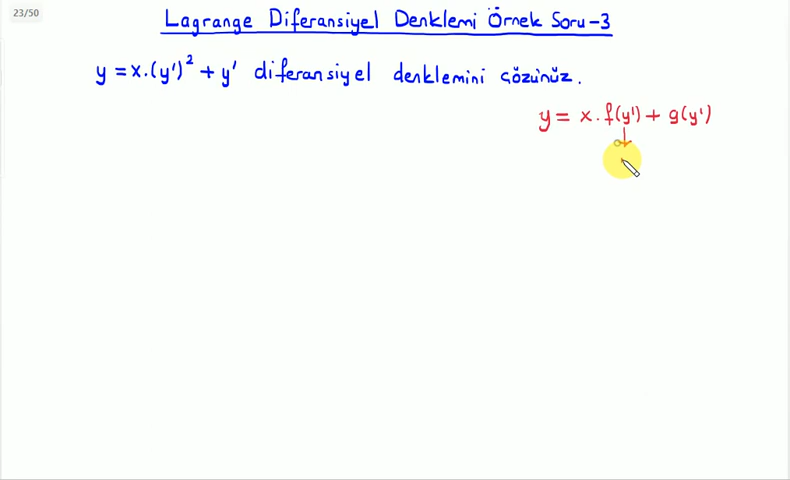 23/50
Lagrange Diferansiyel Denklemi Örnek Soru-3
y = x.(y')² + y' diferansiyel denklemini çözünüz.
y = x.f(y') + g(y')